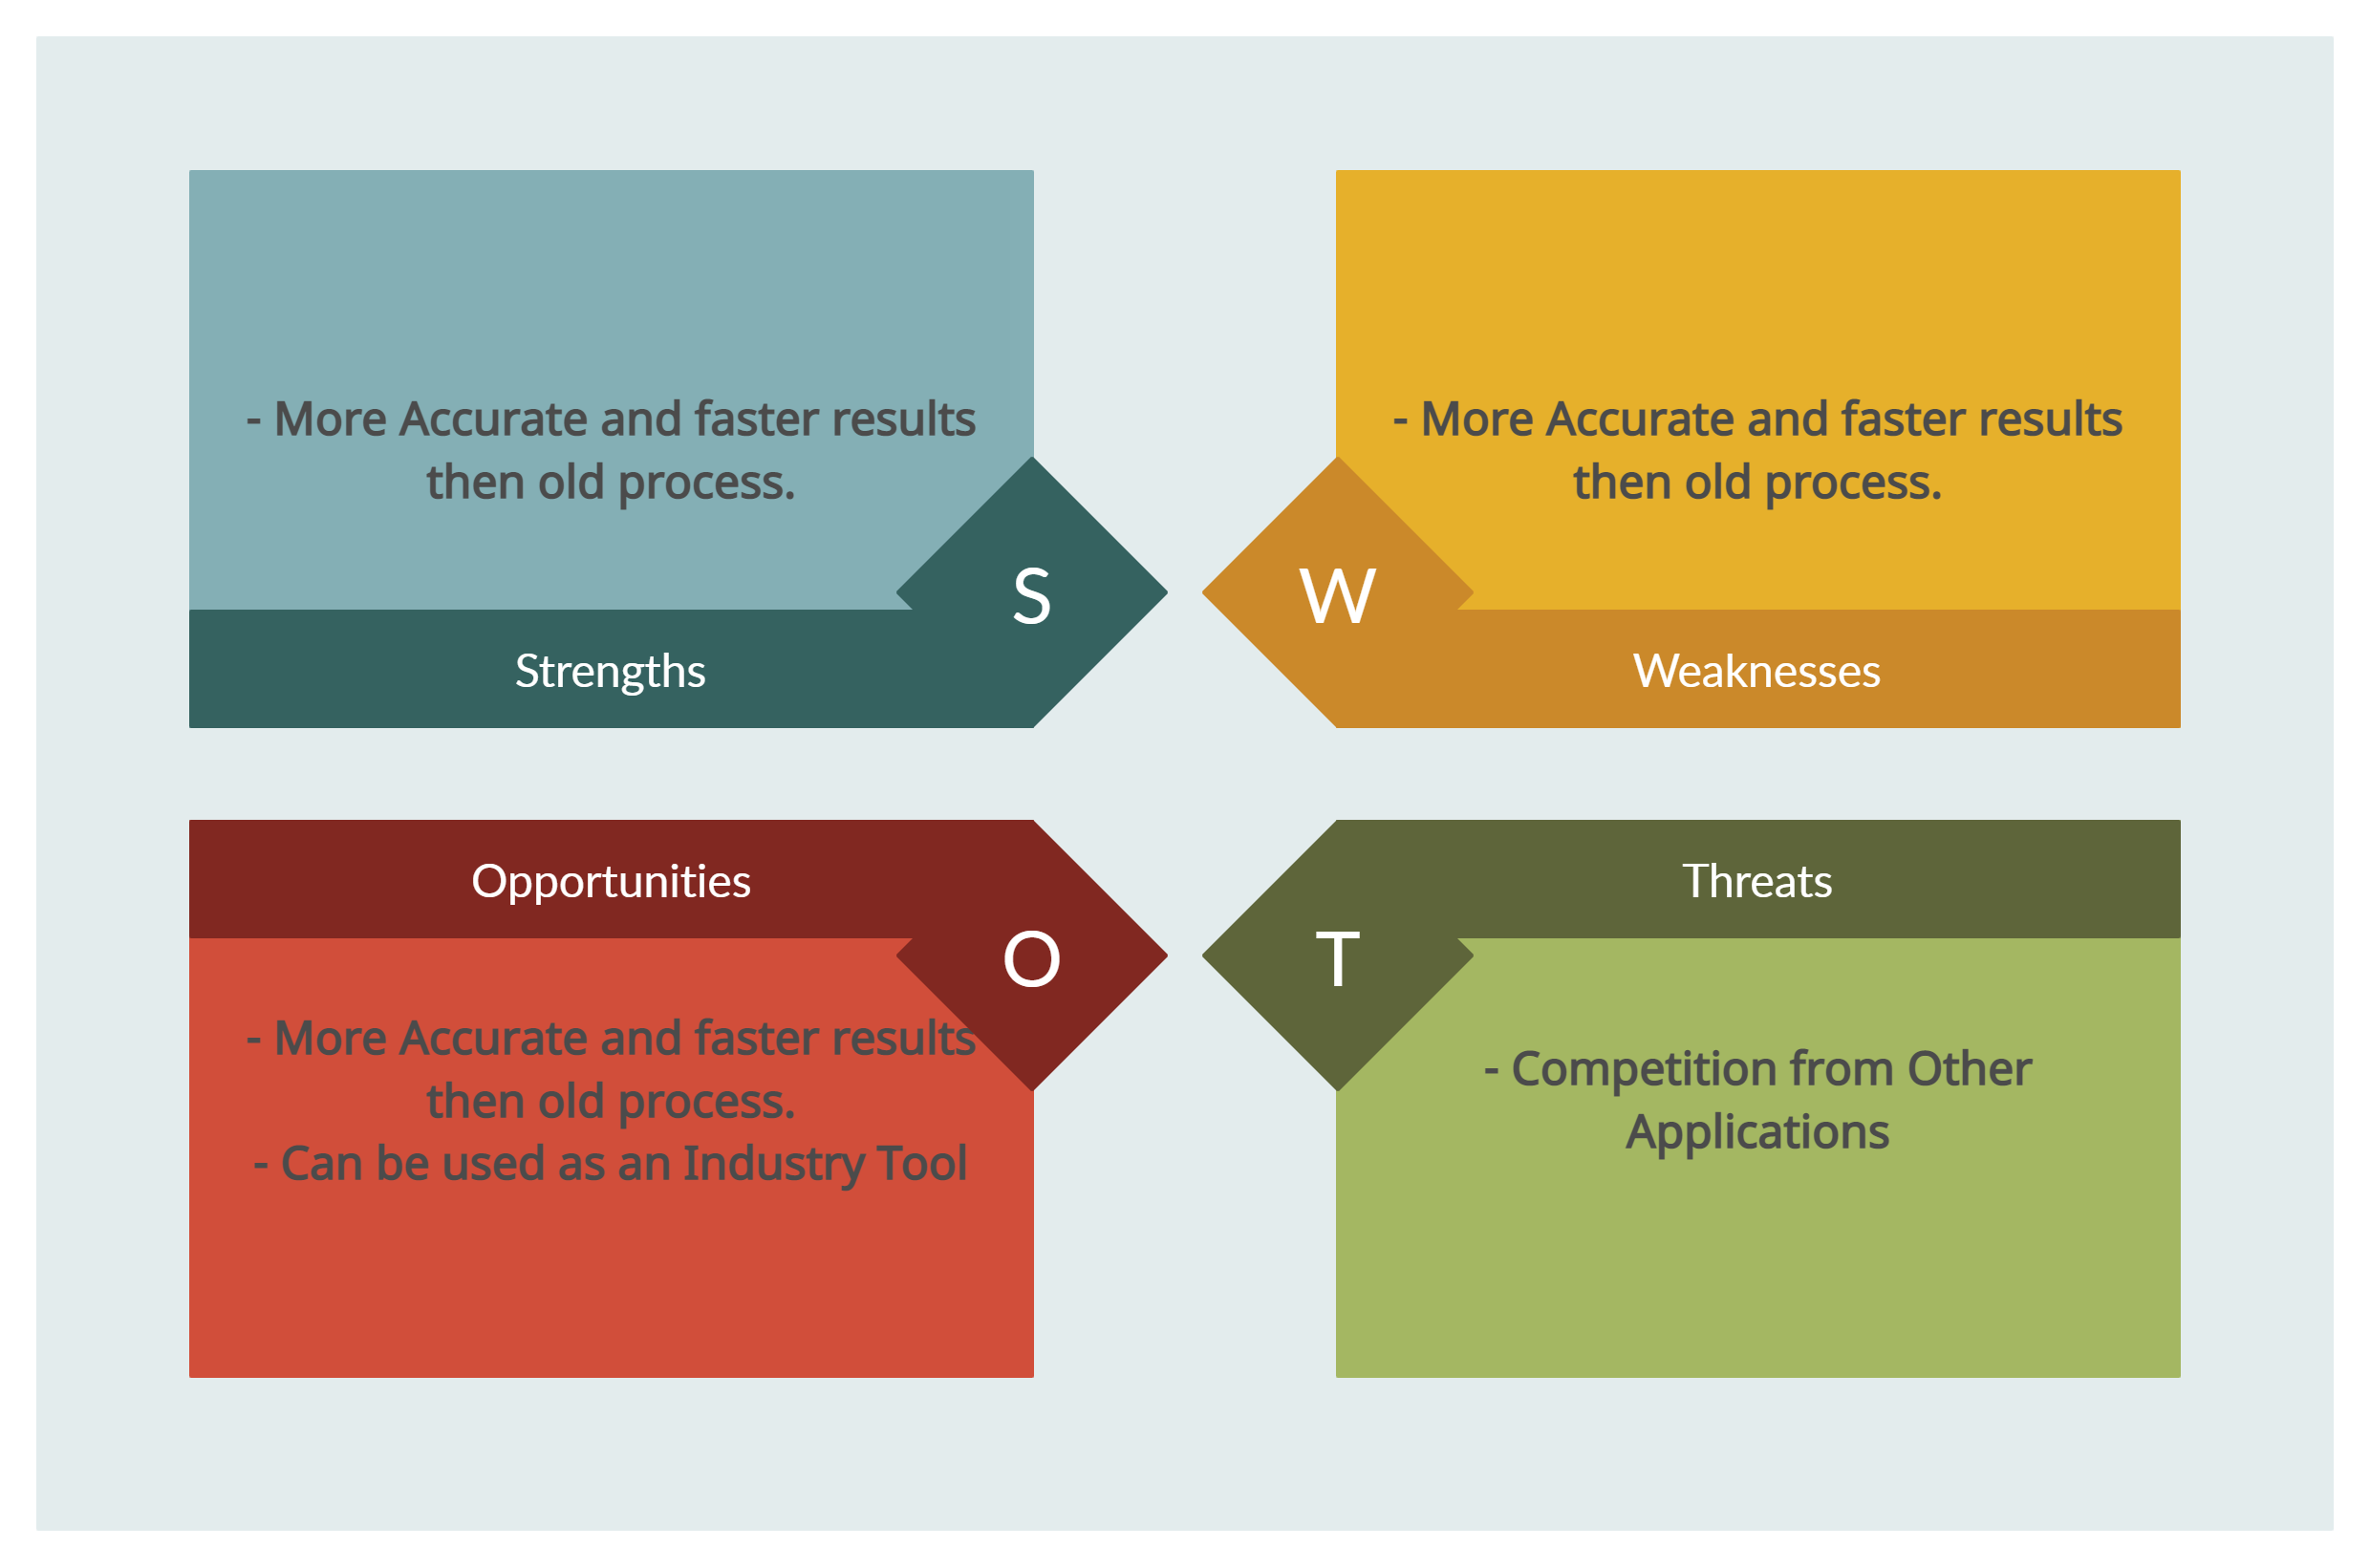 - More Accurate and faster results
then old process.
S
Strengths
- More Accurate and faster results
then old process.
W
Weaknesses
Opportunities
O
- More Accurate and faster results
then old process.
- Can be used as an Industry Tool
Threats
T
- Competition from Other
Applications